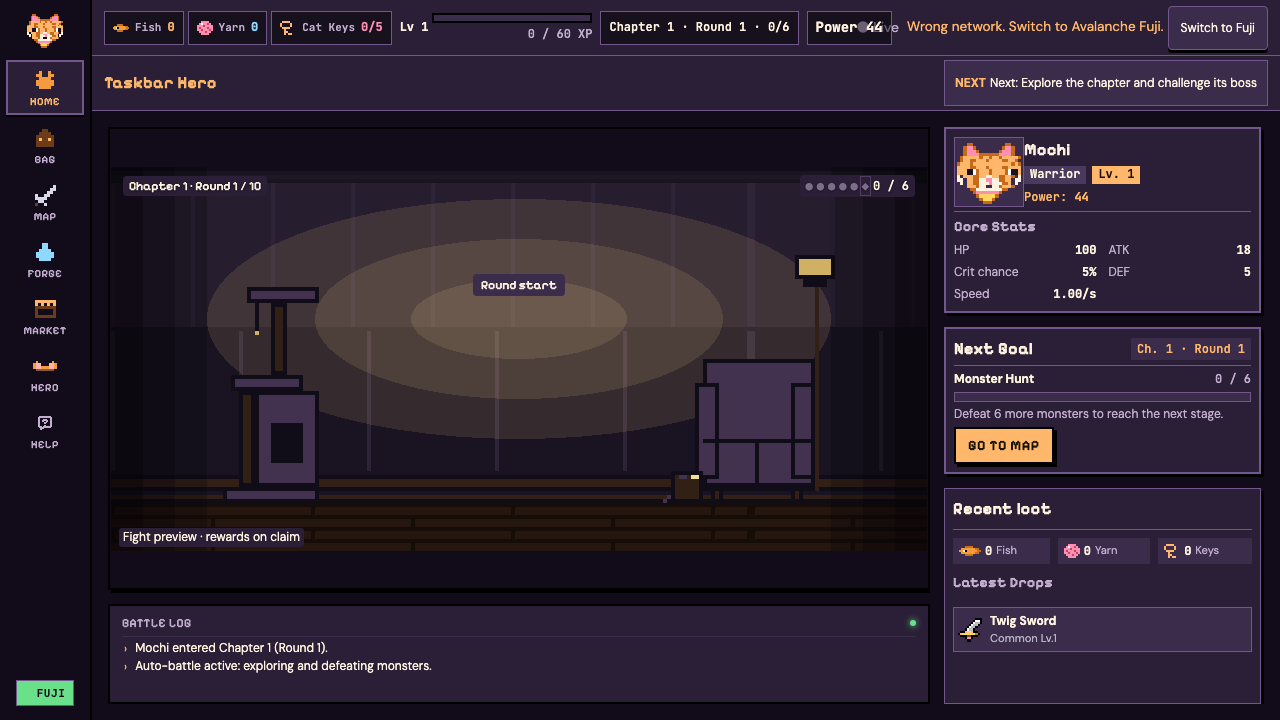 Fish 0
Yarn 0
Cat Keys 0/5
Lv 1
0 / 60 XP
Chapter 1 · Round 1 · 0/6
Power 44
Wrong network. Switch to Avalanche Fuji.
Switch to Fuji
HOME
BAG
MAP
FORGE
MARKET
HERO
HELP
FUJI
Taskbar Hero
NEXT Next: Explore the chapter and challenge its boss
Chapter 1 · Round 1 / 10
0 / 6
Round start
Fight preview · rewards on claim
BATTLE LOG
› Mochi entered Chapter 1 (Round 1).
› Auto-battle active: exploring and defeating monsters.
Mochi
Warrior Lv. 1
Power: 44
Core Stats
HP 100 ATK 18
Crit chance 5% DEF 5
Speed 1.00/s
Next Goal Ch. 1 · Round 1
Monster Hunt 0 / 6
Defeat 6 more monsters to reach the next stage.
GO TO MAP
Recent loot
0 Fish 0 Yarn 0 Keys
Latest Drops
Twig Sword
Common Lv.1